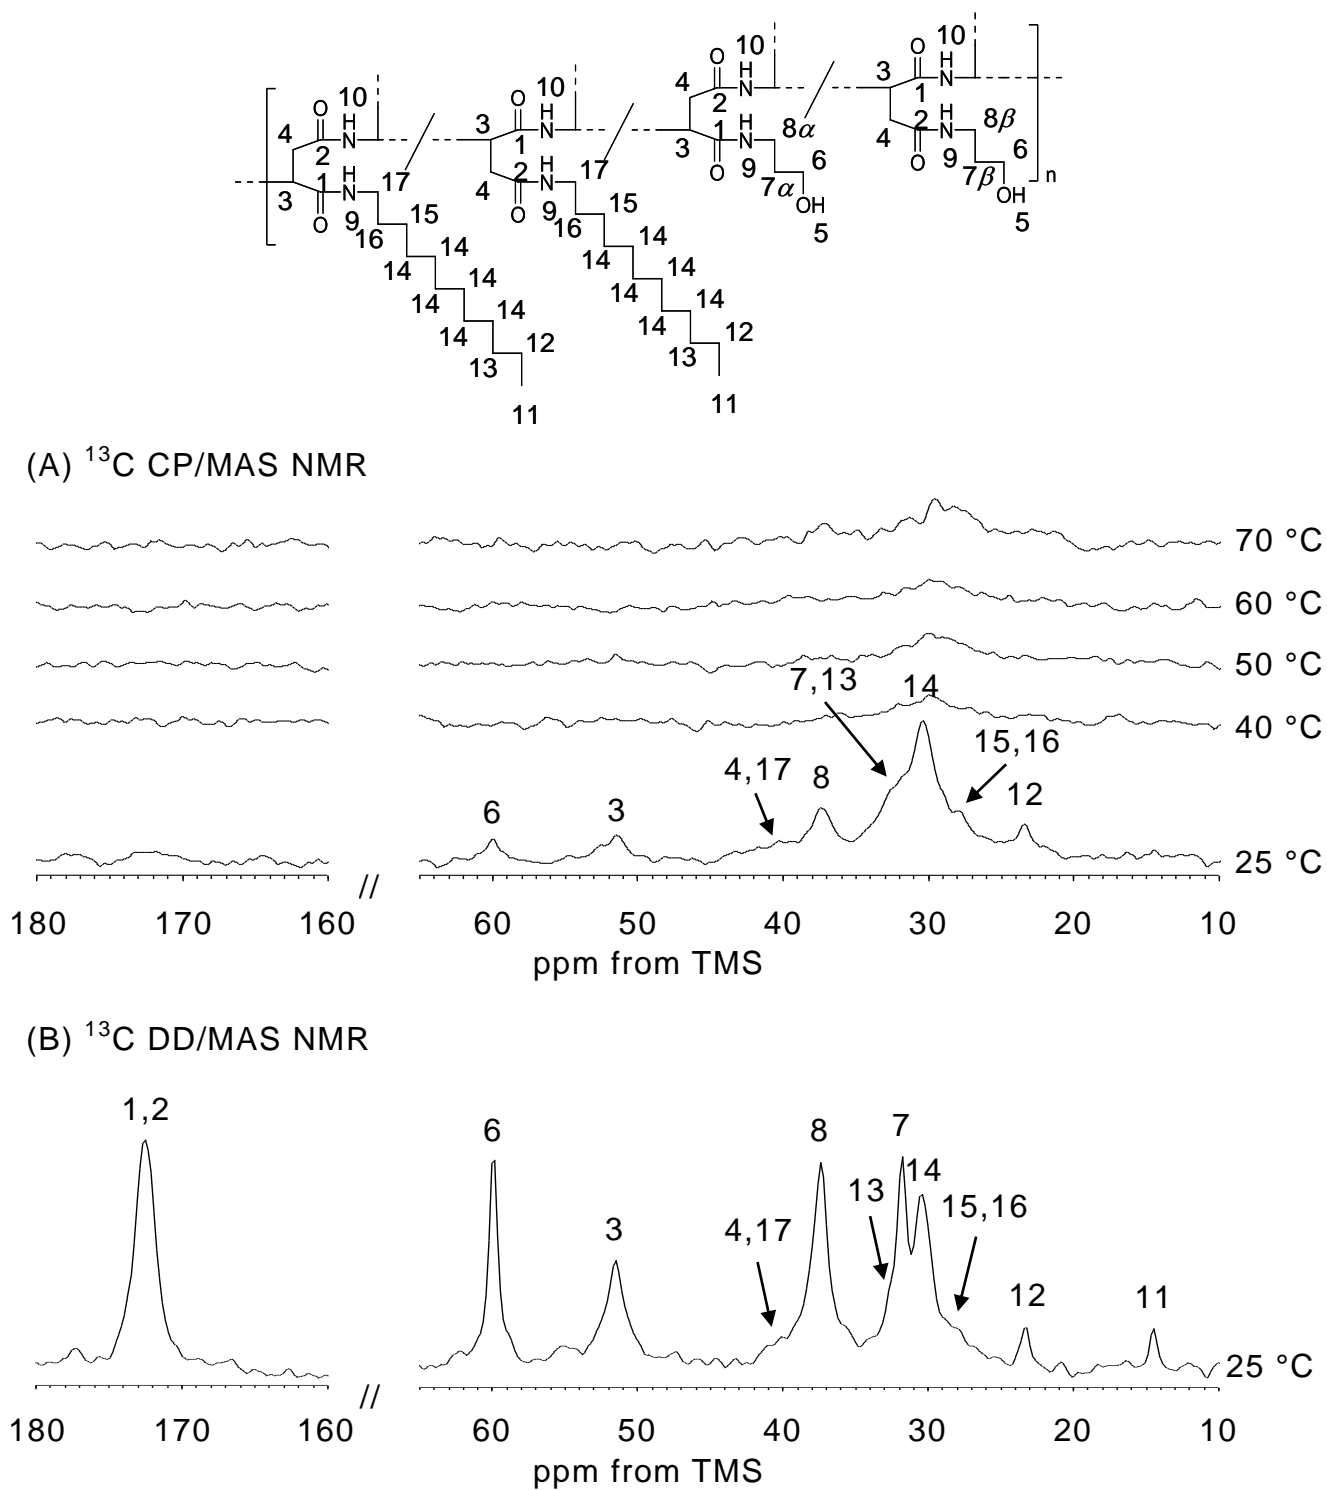 10
10
10
10
O
H
N
4
2
3
1
O
H
N
9
17
16
15
14
14
14
14
14
14
13
12
11
3
O
1
H
N
4
2
O
H
N
9
17
16
15
14
14
14
14
14
14
13
12
11
4
O
2
H
N
3
1
O
H
N
9
8α
7α
6
OH
5
3
O
1
H
N
4
2
O
H
N
9
8β
7β
6
OH
5
n
(A) ¹³C CP/MAS NMR
70 °C
60 °C
50 °C
7,13 14
40 °C
4,17 8 15,16 12
6 3
25 °C
180 170 160 // 60 50 40 30 20 10
ppm from TMS
(B) ¹³C DD/MAS NMR
1,2 6 8 7
14
13 15,16
3 4,17
12 11
25 °C
180 170 160 // 60 50 40 30 20 10
ppm from TMS